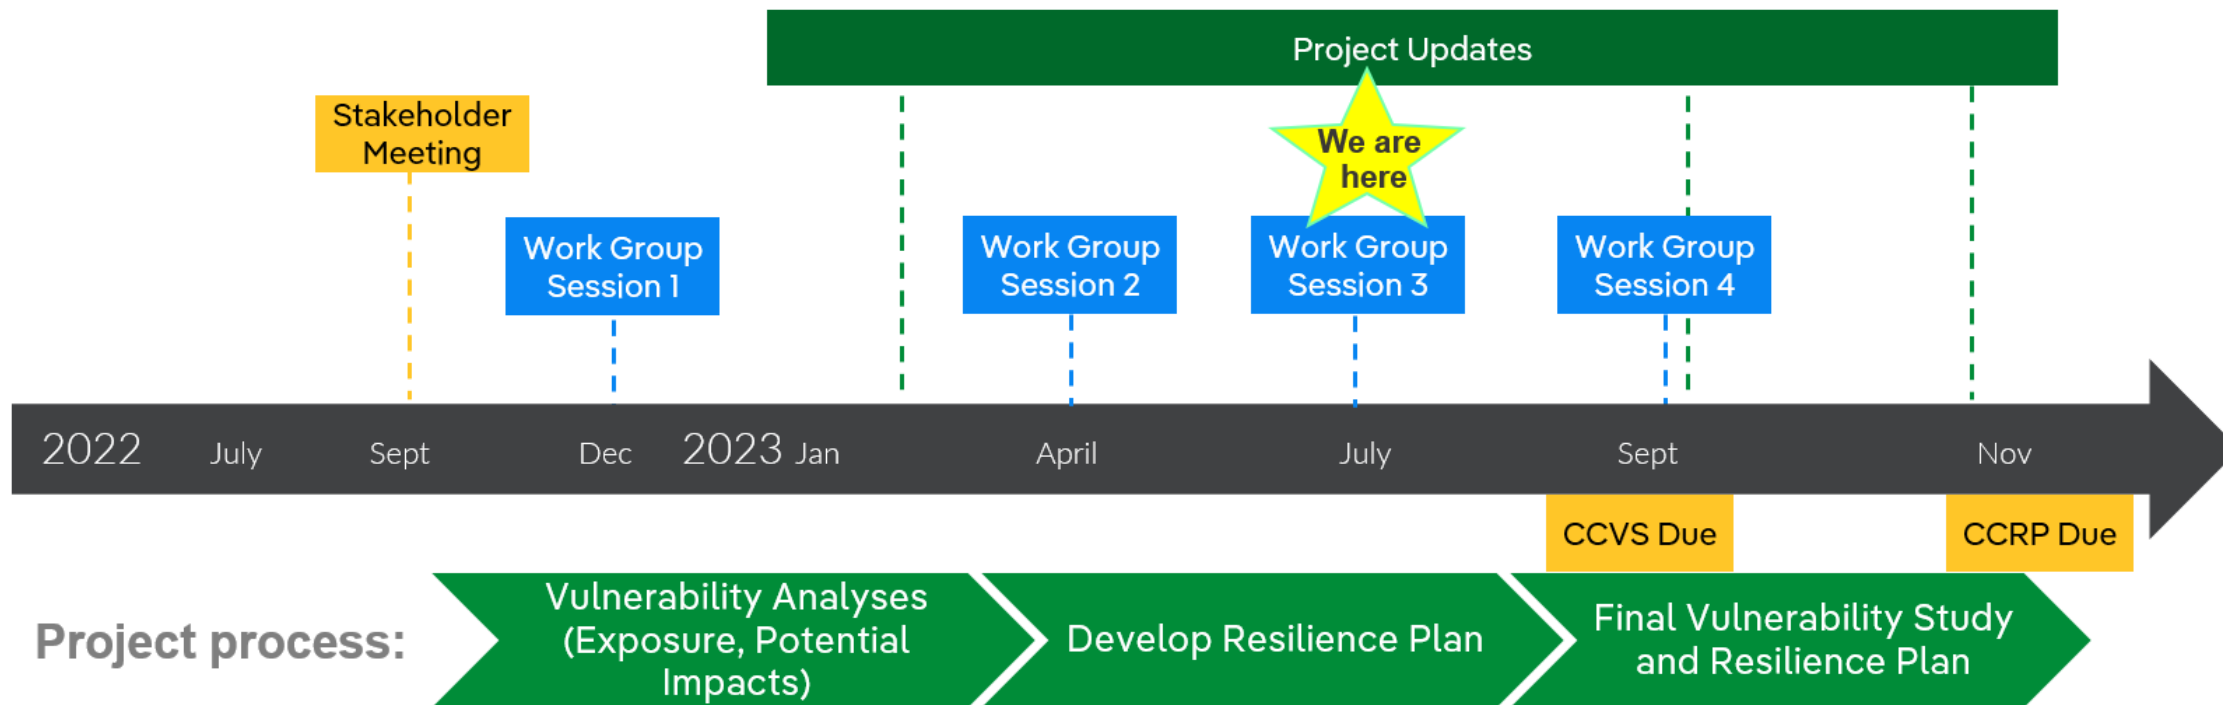 Project Updates
Stakeholder
Meeting
We are
here
Work Group
Session 1
Work Group
Session 2
Work Group
Session 3
Work Group
Session 4
2022 July Sept Dec 2023 Jan April July Sept Nov
CCVS Due
CCRP Due
Project process:
Vulnerability Analyses
(Exposure, Potential
Impacts)
Develop Resilience Plan
Final Vulnerability Study
and Resilience Plan